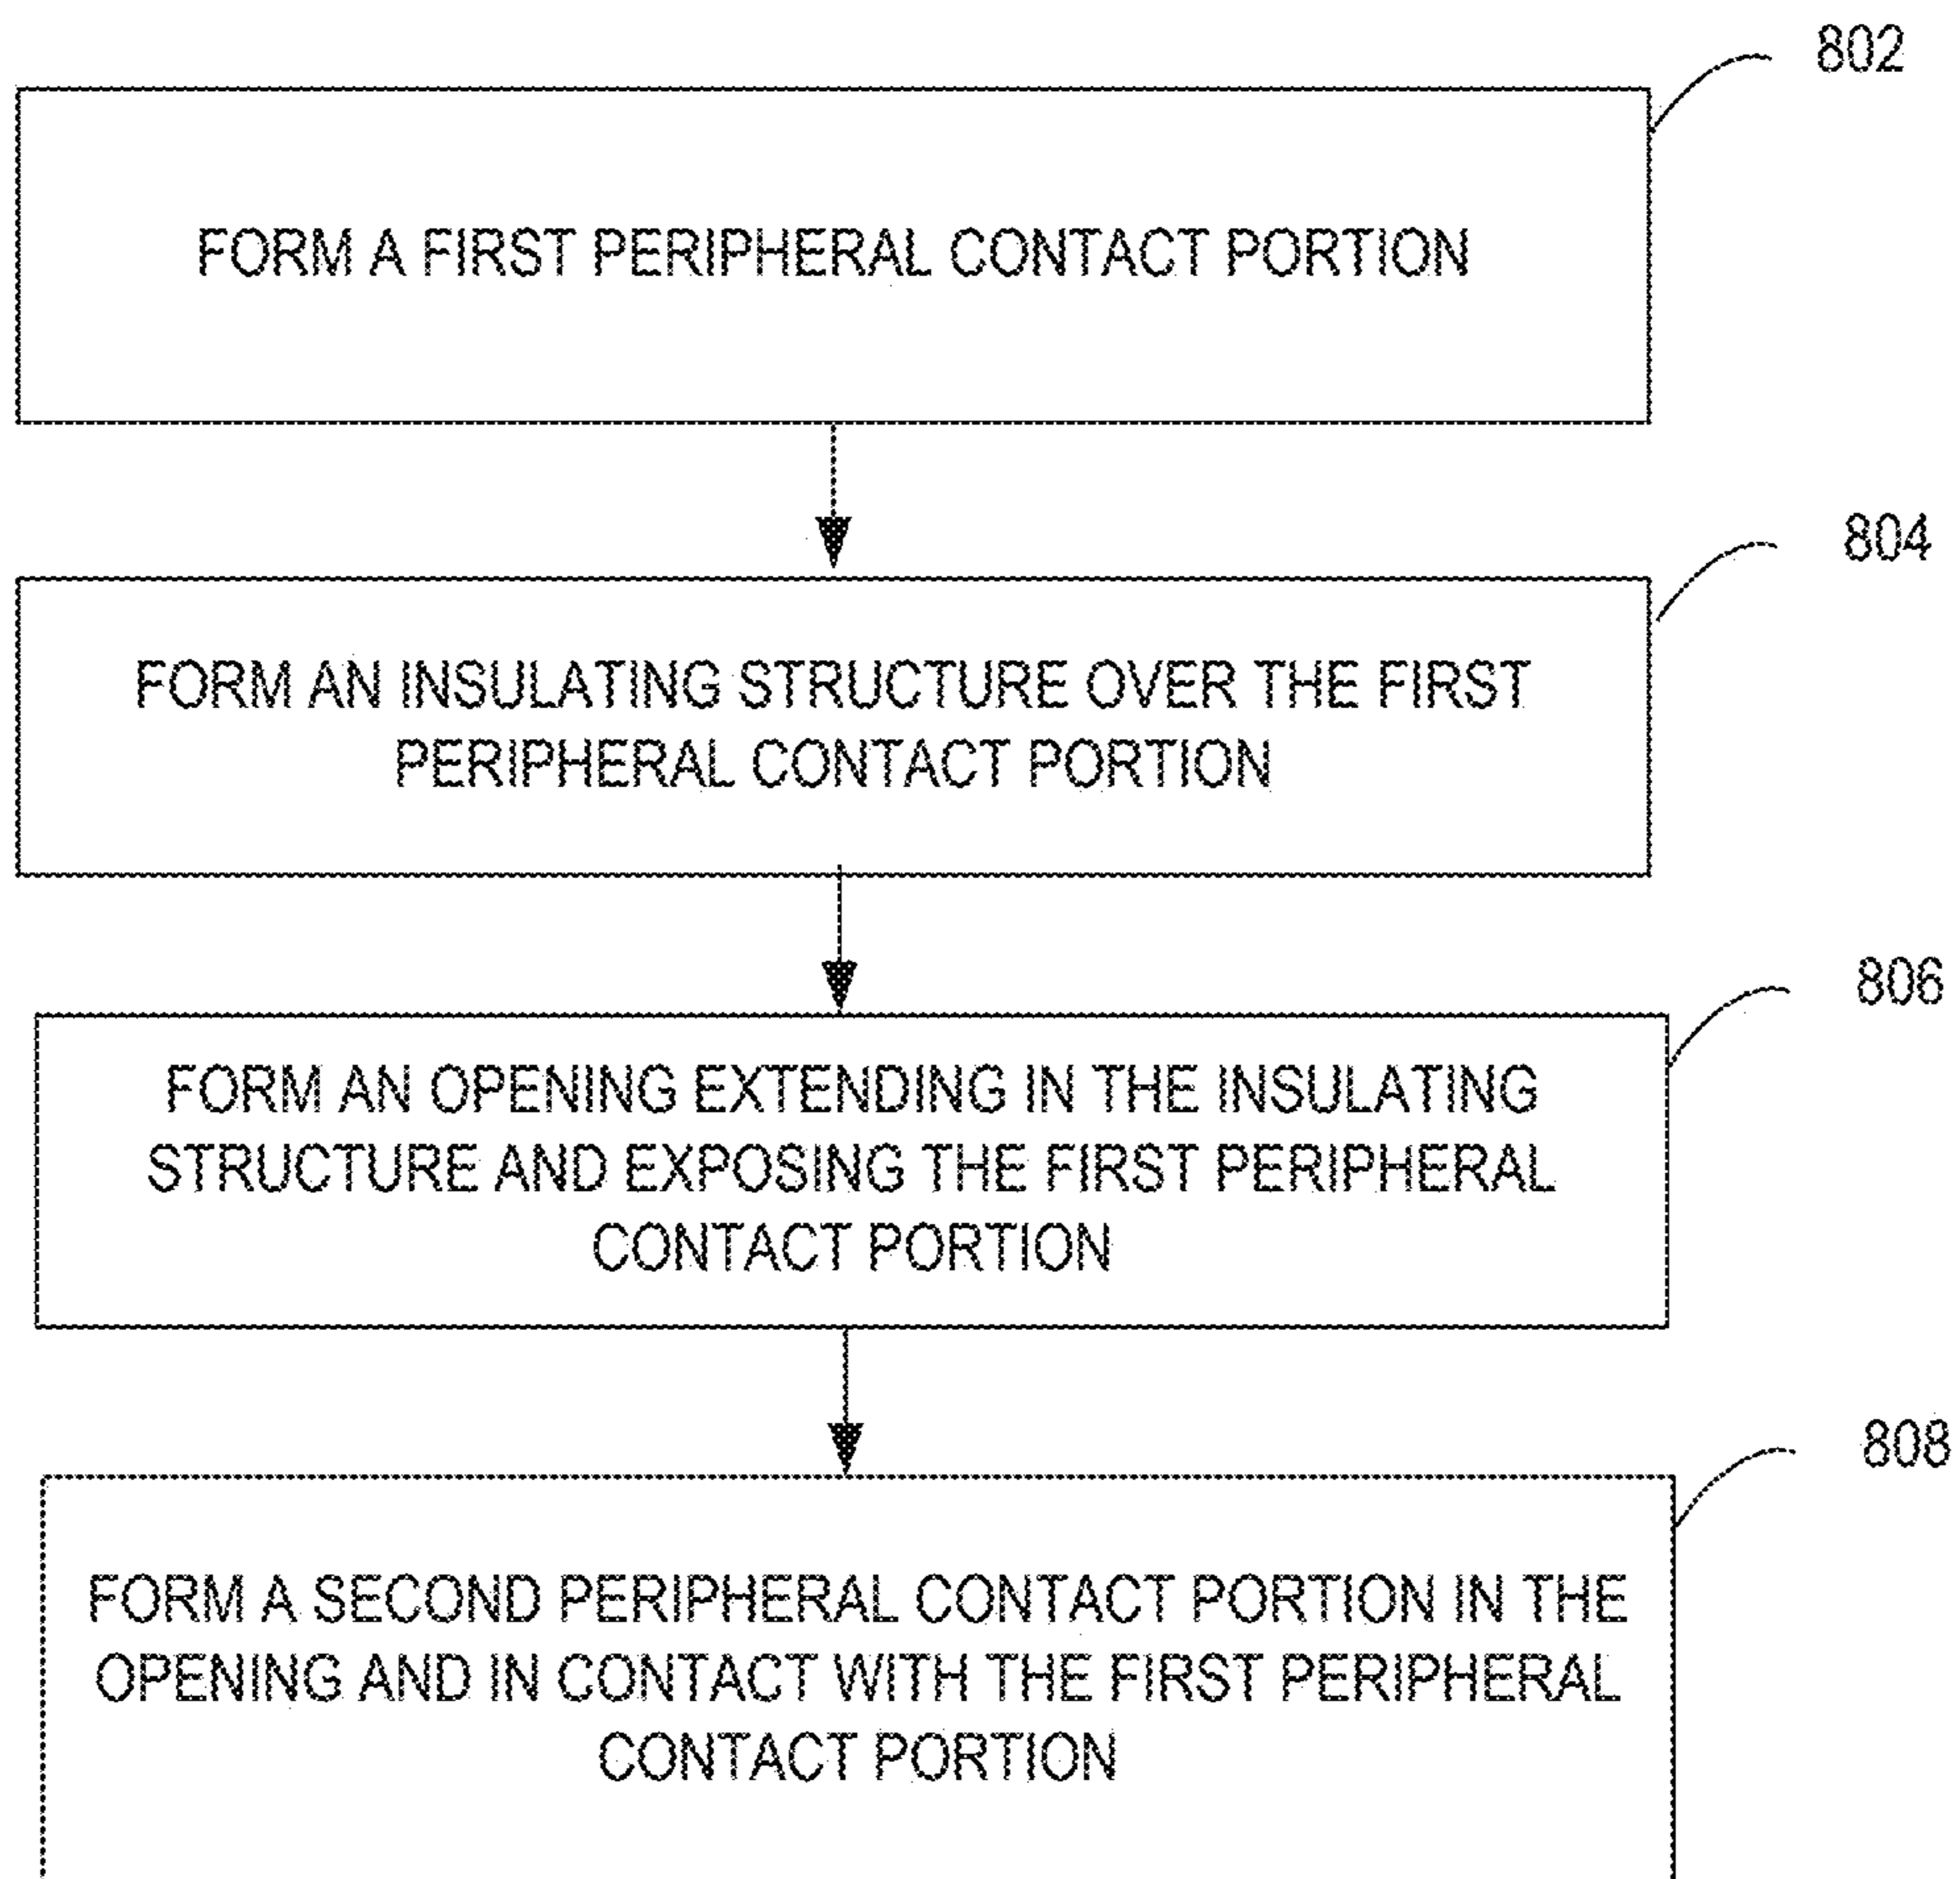 802
FORM A FIRST PERIPHERAL CONTACT PORTION
804
FORM AN INSULATING STRUCTURE OVER THE FIRST
PERIPHERAL CONTACT PORTION
806
FORM AN OPENING EXTENDING IN THE INSULATING
STRUCTURE AND EXPOSING THE FIRST PERIPHERAL
CONTACT PORTION
808
FORM A SECOND PERIPHERAL CONTACT PORTION IN THE
OPENING AND IN CONTACT WITH THE FIRST PERIPHERAL
CONTACT PORTION